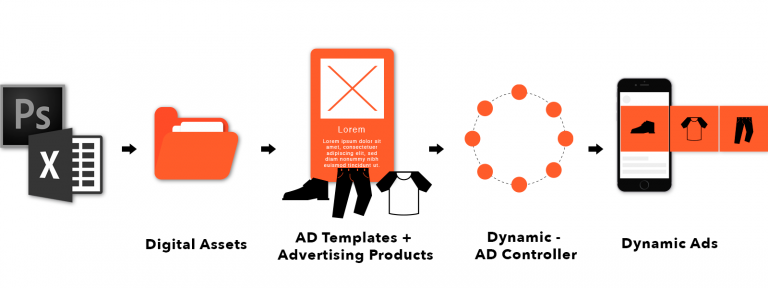 Ps
X
Digital Assets
Lorem
Lorem ipsum dolor sit
amet, consectetuer
adipiscing elit, sed
diam nonummy nibh
euismod tincidunt ut.
AD Templates +
Advertising Products
Dynamic -
AD Controller
Dynamic Ads